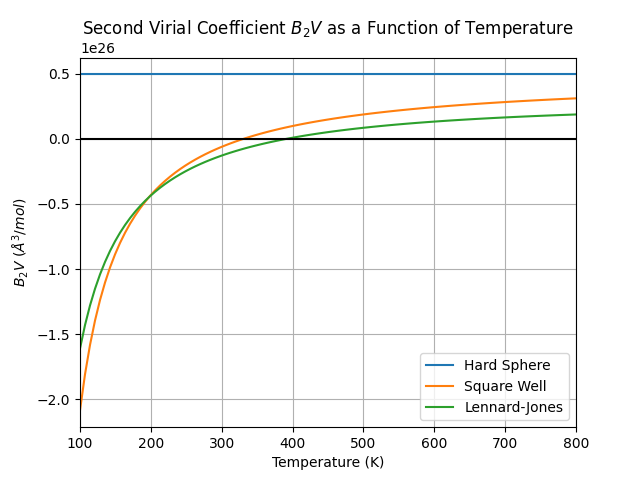 Second Virial Coefficient $B_2V$ as a Function of Temperature
1e26
0.5
0.0
−0.5
−1.0
−1.5
−2.0
$B_2V$ $(Å^3/mol)$
Hard Sphere
Square Well
Lennard-Jones
100 200 300 400 500 600 700 800
Temperature (K)